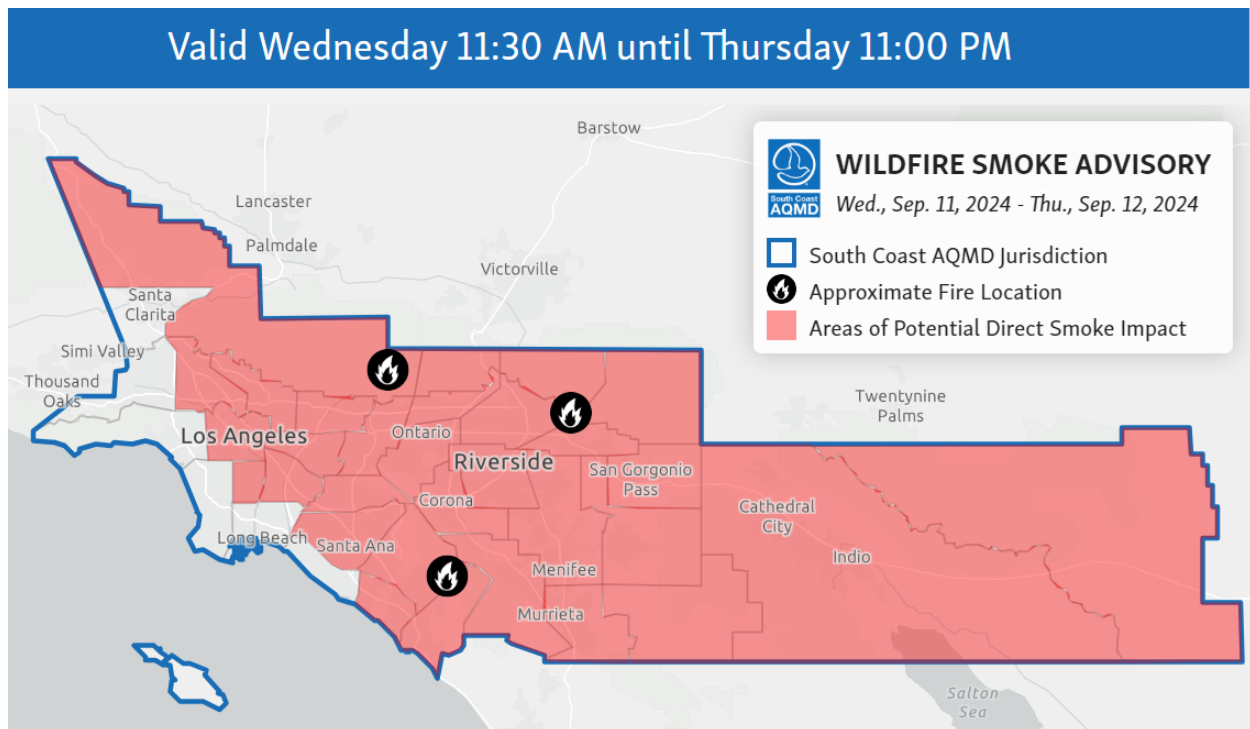 Valid Wednesday 11:30 AM until Thursday 11:00 PM
WILDFIRE SMOKE ADVISORY
South Coast
AQMD
Wed., Sep. 11, 2024 - Thu., Sep. 12, 2024
South Coast AQMD Jurisdiction
Approximate Fire Location
Areas of Potential Direct Smoke Impact
Barstow
Lancaster
Palmdale
Victorville
Santa
Clarita
Simi Valley
Thousand
Oaks
Twentynine
Palms
Los Angeles
Ontario
Riverside
San Gorgonio
Pass
Corona
Cathedral
City
Long Beach
Santa Ana
Indio
Menifee
Murrieta
Salton
Sea